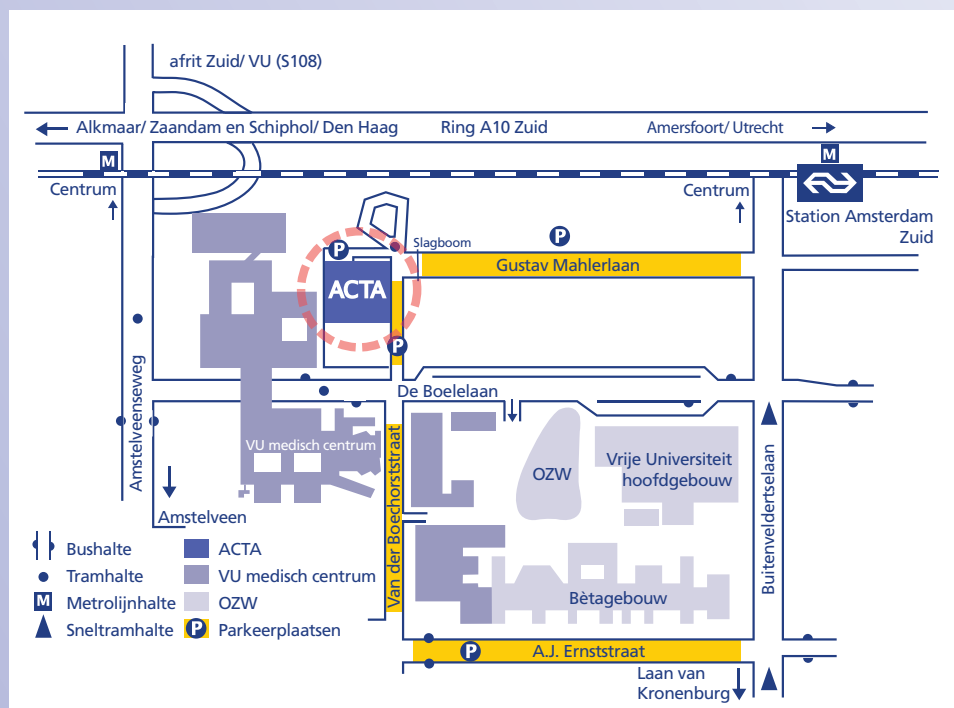 afrit Zuid/ VU (S108)
Alkmaar/ Zaandam en Schiphol/ Den Haag
Ring A10 Zuid
Amersfoort/ Utrecht
M
M
Centrum
Centrum
Station Amsterdam
Zuid
Slagboom
P
P
Gustav Mahlerlaan
ACTA
P
De Boelelaan
Amstelveenseweg
VU medisch centrum
Van der Boechorststraat
OZW
Vrije Universiteit
hoofdgebouw
Buitenveldertselaan
Amstelveen
Bushalte
Tramhalte
M Metrolijnhalte
Sneltramhalte
ACTA
VU medisch centrum
OZW
P Parkeerplaatsen
Bètagebouw
P
A.J. Ernststraat
Laan van
Kronenburg